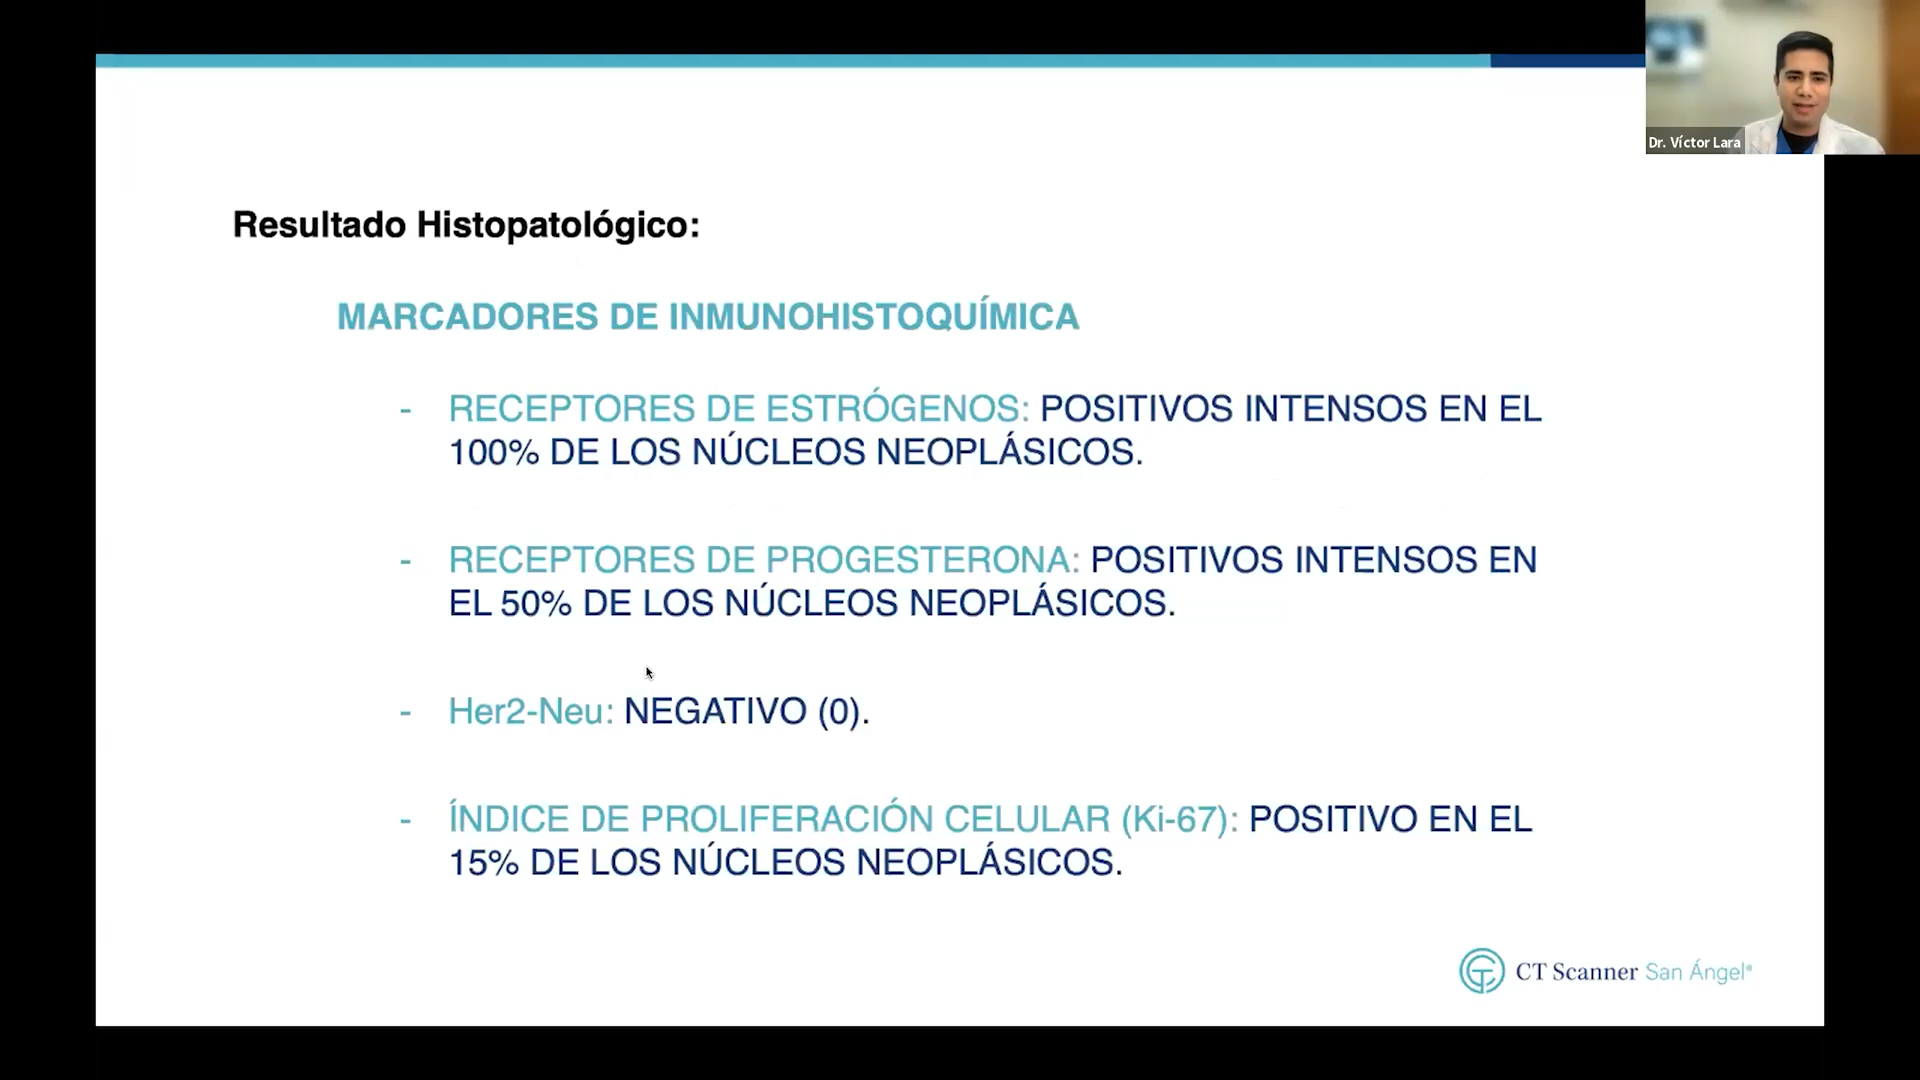 Dr. Víctor Lara
Resultado Histopatológico:
MARCADORES DE INMUNOHISTOQUÍMICA
- RECEPTORES DE ESTRÓGENOS: POSITIVOS INTENSOS EN EL
100% DE LOS NÚCLEOS NEOPLÁSICOS.
- RECEPTORES DE PROGESTERONA: POSITIVOS INTENSOS EN
EL 50% DE LOS NÚCLEOS NEOPLÁSICOS.
- Her2-Neu: NEGATIVO (0).
- ÍNDICE DE PROLIFERACIÓN CELULAR (Ki-67): POSITIVO EN EL
15% DE LOS NÚCLEOS NEOPLÁSICOS.
CT Scanner San Ángel®